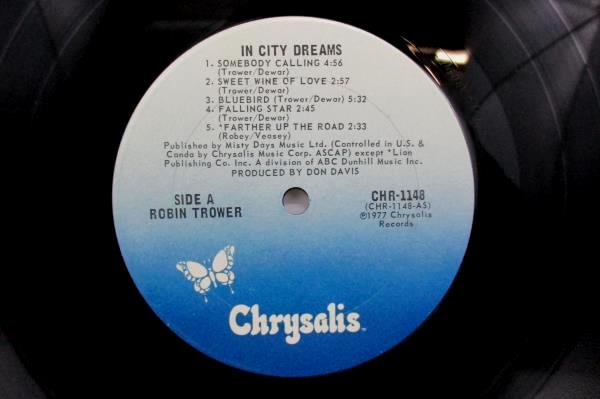 IN CITY DREAMS
1. SOMEBODY CALLING 4:56
(Trower/Dewar)
2. SWEET WINE OF LOVE 2:57
(Trower/Dewar)
3. BLUEBIRD (Trower/Dewar) 5:32
4. FALLING STAR 2:45
(Trower/Dewar)
5. *FARTHER UP THE ROAD 2:33
(Robey/Veasey)
Published by Misty Days Music Ltd. (Controlled in U.S. &
Canda by Chrysalis Music Corp. ASCAP) except *Lion
Publishing Co. Inc. A division of ABC Dunhill Music Inc.
PRODUCED BY DON DAVIS
SIDE A
ROBIN TROWER
CHR-1148
(CHR-1148-AS)
℗1977 Chrysalis
Records
Chrysalis™